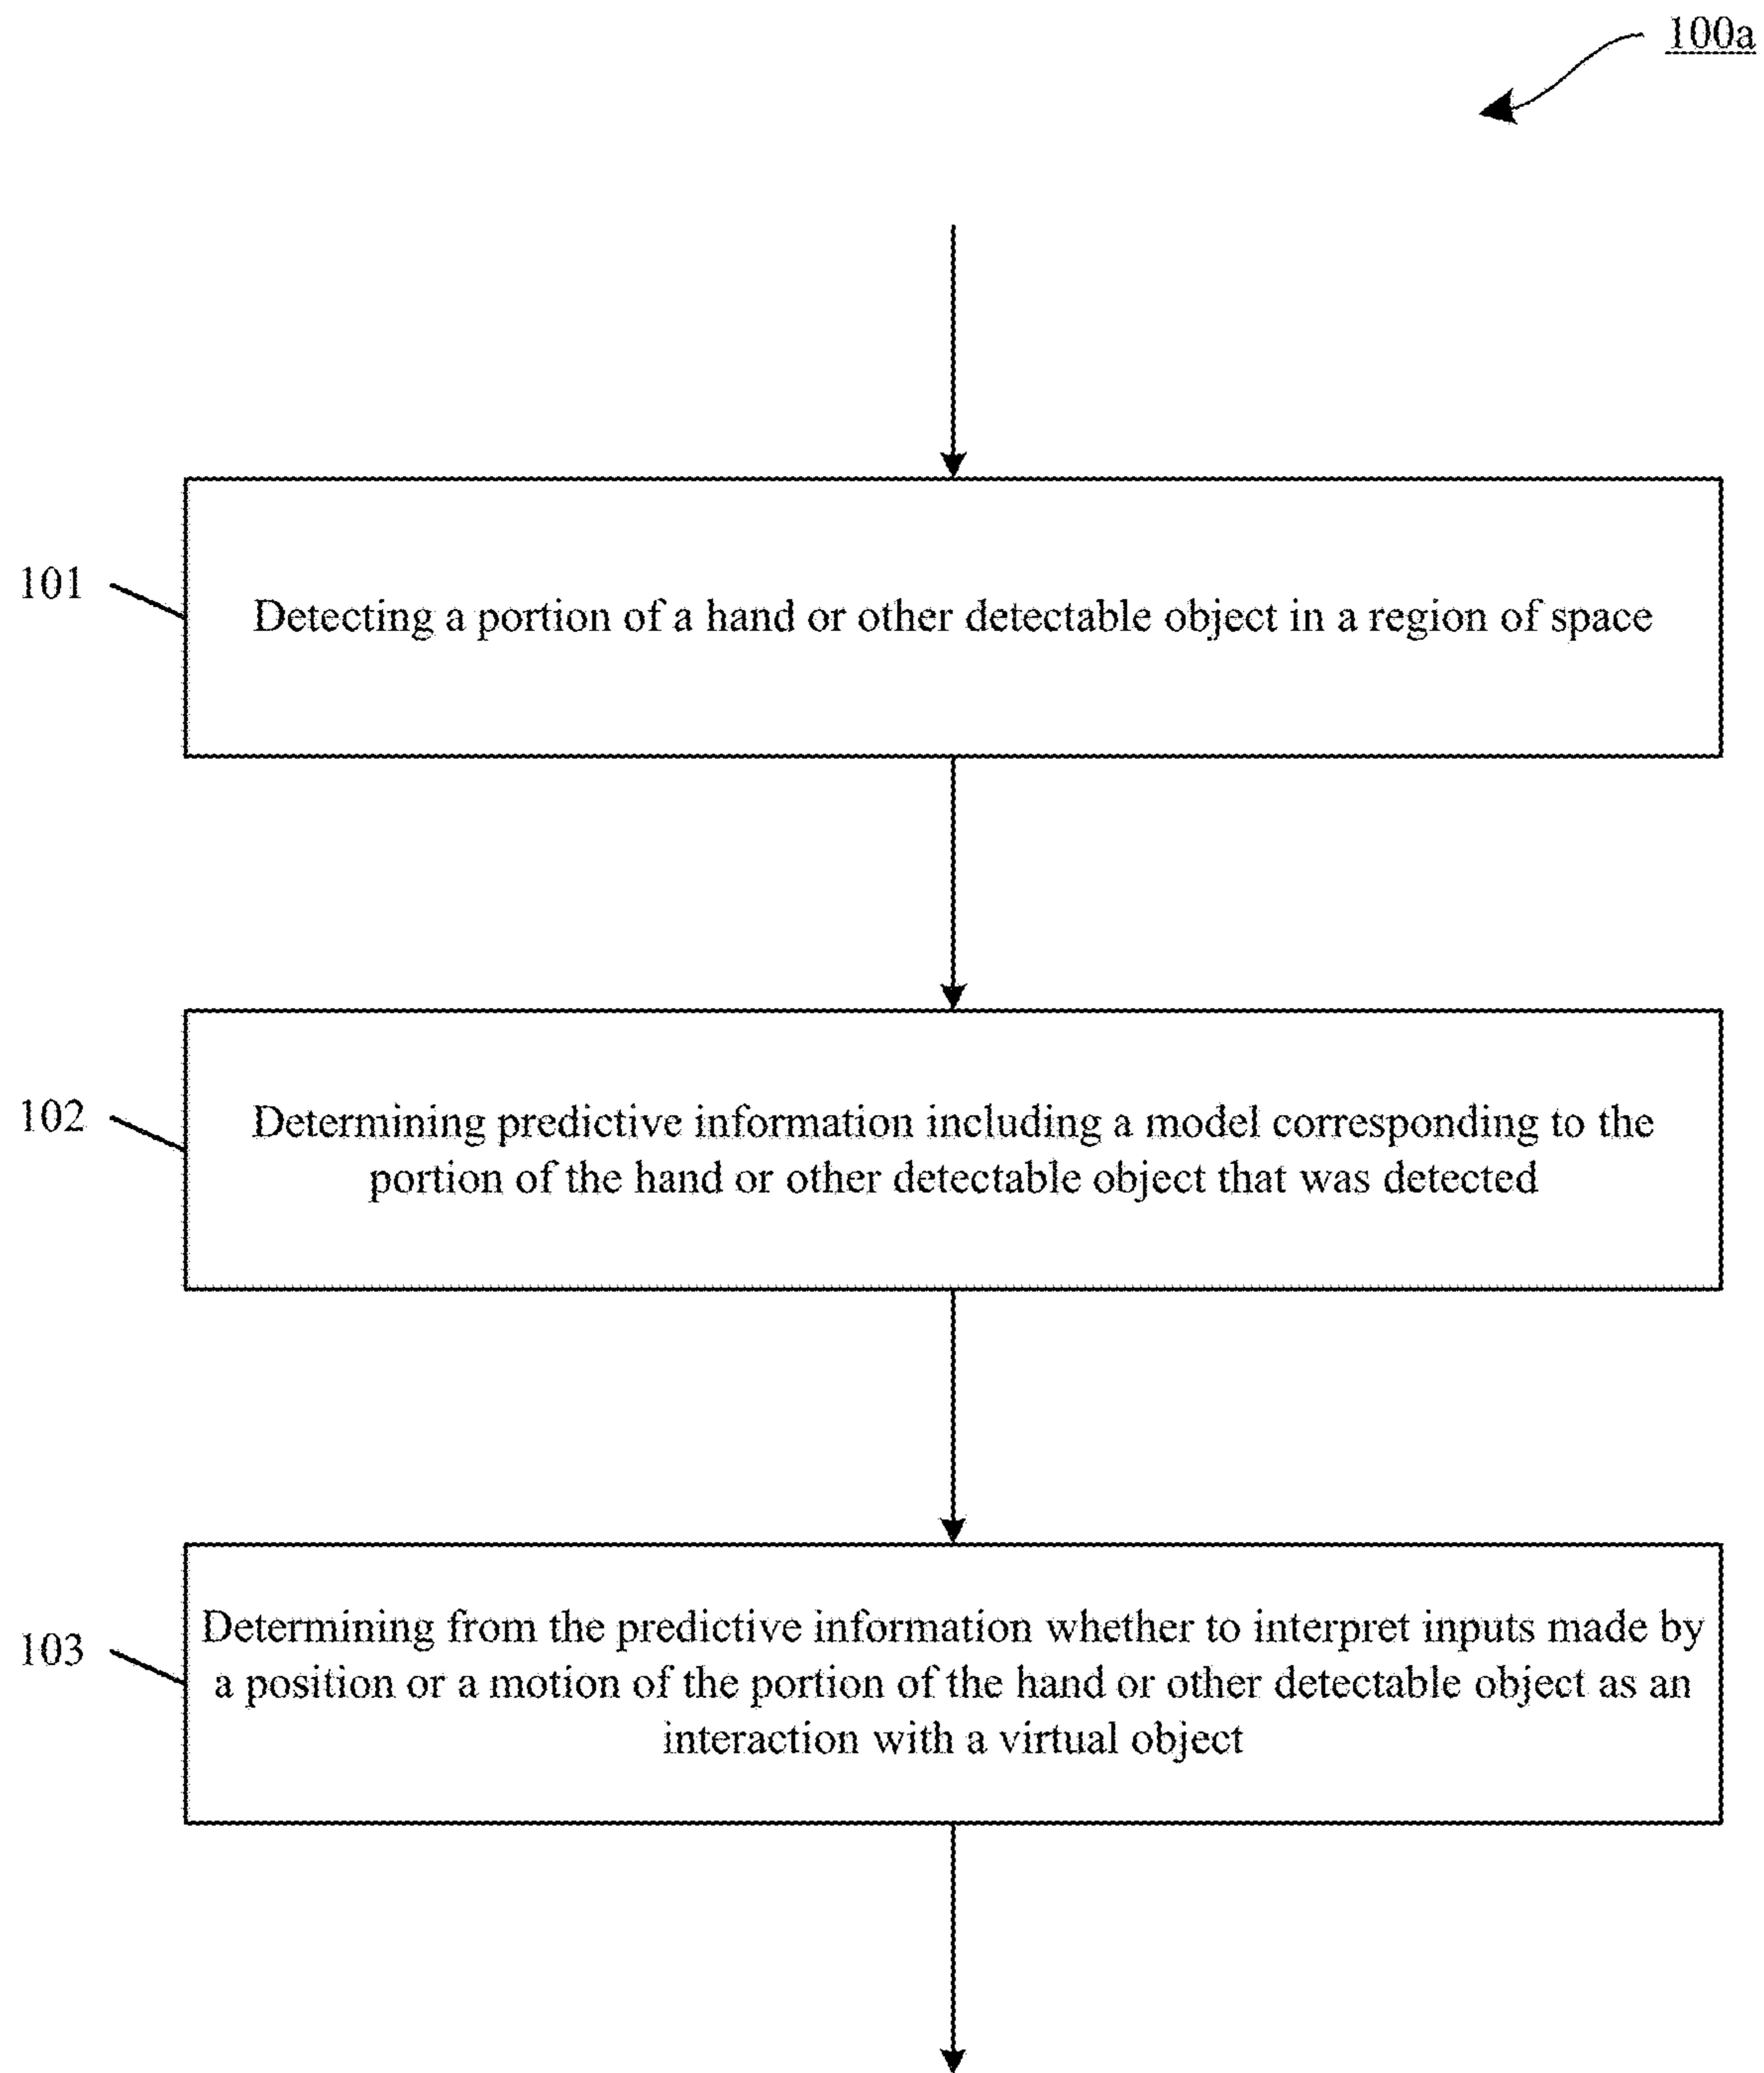 100a
101
Detecting a portion of a hand or other detectable object in a region of space
102
Determining predictive information including a model corresponding to the
portion of the hand or other detectable object that was detected
103
Determining from the predictive information whether to interpret inputs made by
a position or a motion of the portion of the hand or other detectable object as an
interaction with a virtual object